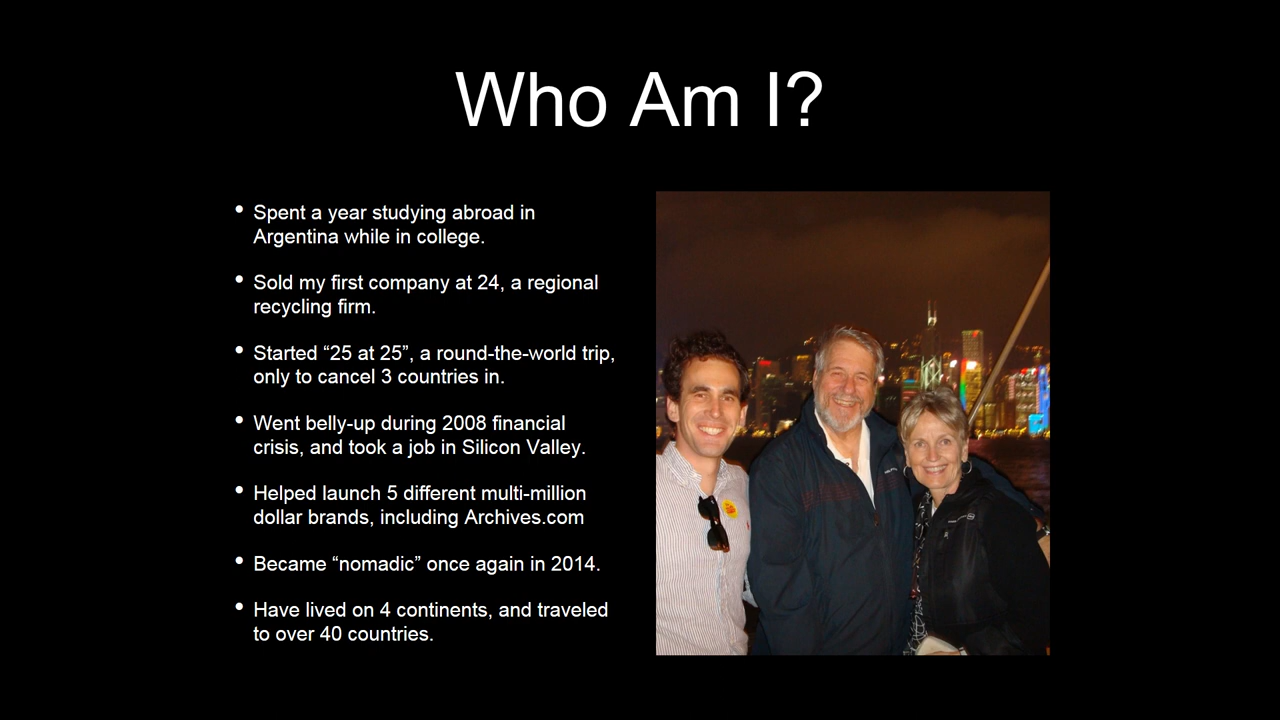 Who Am I?
• Spent a year studying abroad in
Argentina while in college.
• Sold my first company at 24, a regional
recycling firm.
• Started “25 at 25”, a round-the-world trip,
only to cancel 3 countries in.
• Went belly-up during 2008 financial
crisis, and took a job in Silicon Valley.
• Helped launch 5 different multi-million
dollar brands, including Archives.com
• Became “nomadic” once again in 2014.
• Have lived on 4 continents, and traveled
to over 40 countries.